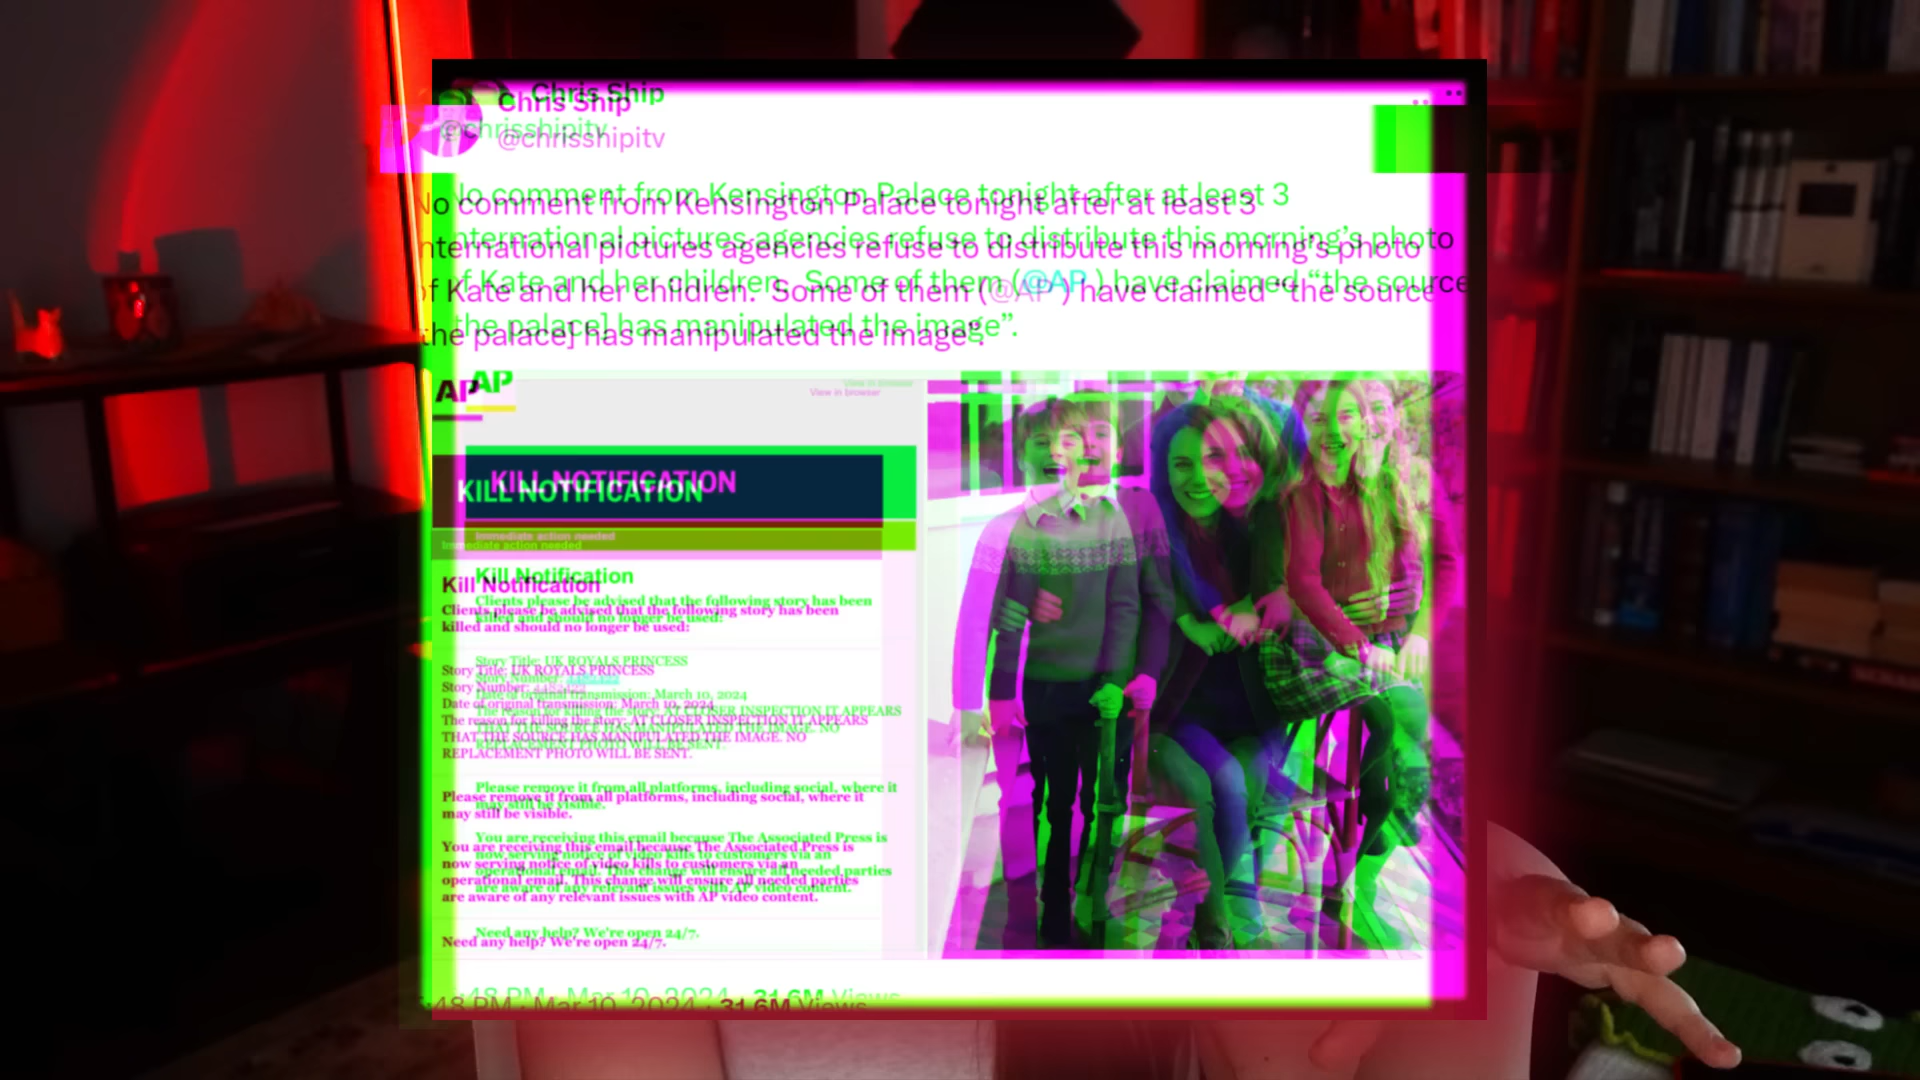 Chris Ship
@chrisshipitv
No comment from Kensington Palace tonight after at least 3
international pictures agencies refuse to distribute this morning's photo
of Kate and her children. Some of them (@AP ) have claimed “the source
the palace] has manipulated the image”.
AP
View in browser
KILL NOTIFICATION
Immediate action needed
Kill Notification
Clients please be advised that the following story has been
killed and should no longer be used:
Story Title: UK ROYALS PRINCESS
Story Number:
Date of original transmission: March 10, 2024
The reason for killing the story: AT CLOSER INSPECTION IT APPEARS
THAT THE SOURCE HAS MANIPULATED THE IMAGE. NO
REPLACEMENT PHOTO WILL BE SENT.
Please remove it from all platforms, including social, where it
may still be visible.
You are receiving this email because The Associated Press is
now serving notice of video kills to customers via an
operational email. This change will ensure all needed parties
are aware of any relevant issues with AP video content.
Need any help? We're open 24/7.
:48 PM · Mar 10, 2024 · 31.6M Views